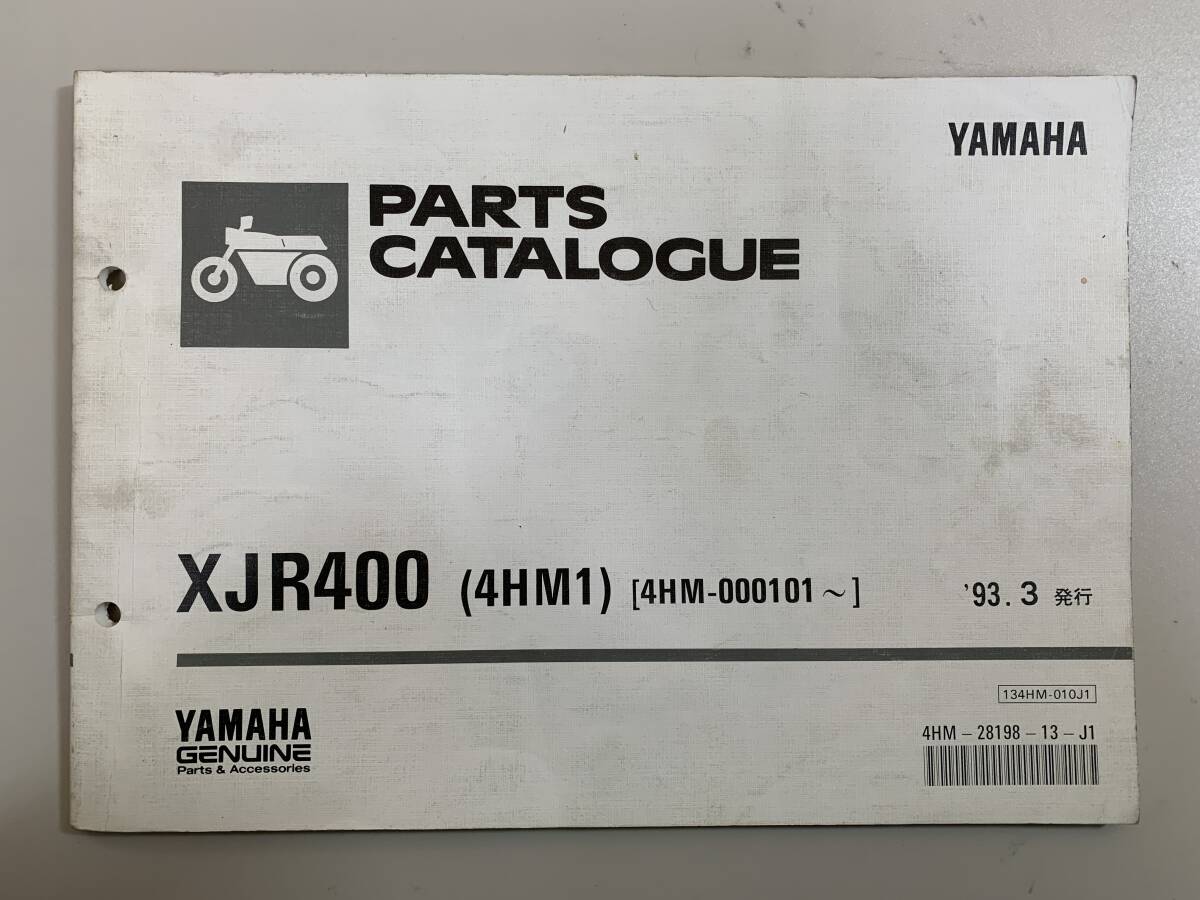 YAMAHA
PARTS
CATALOGUE
XJR400 (4HM1) [4HM-000101～] '93.3 発行
134HM-010J1
YAMAHA
GENUINE
Parts & Accessories
4HM-28198-13-J1